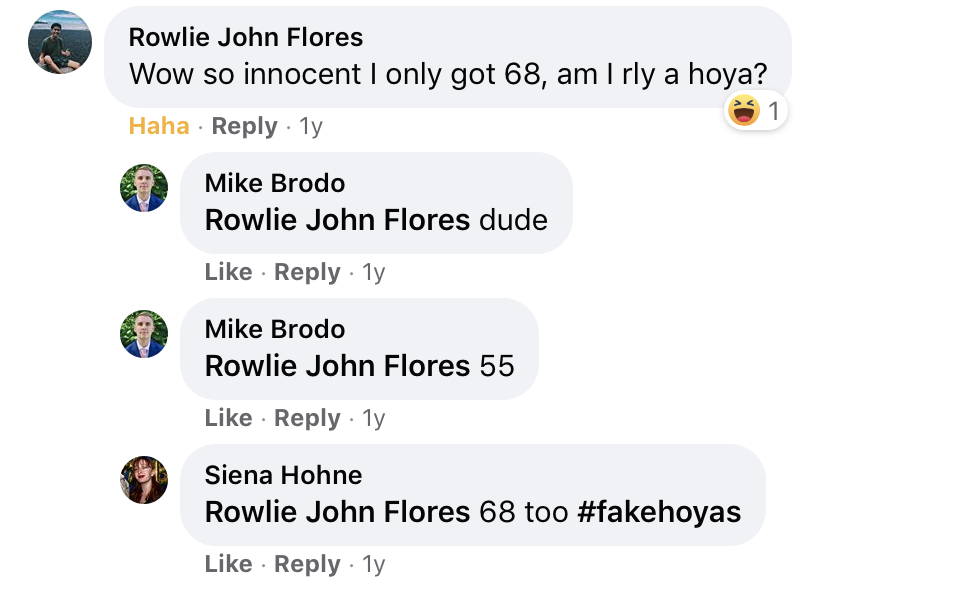 Rowlie John Flores
Wow so innocent I only got 68, am I rly a hoya?
Haha · Reply · 1y
1
Mike Brodo
Rowlie John Flores dude
Like · Reply · 1y
Mike Brodo
Rowlie John Flores 55
Like · Reply · 1y
Siena Hohne
Rowlie John Flores 68 too #fakehoyas
Like · Reply · 1y